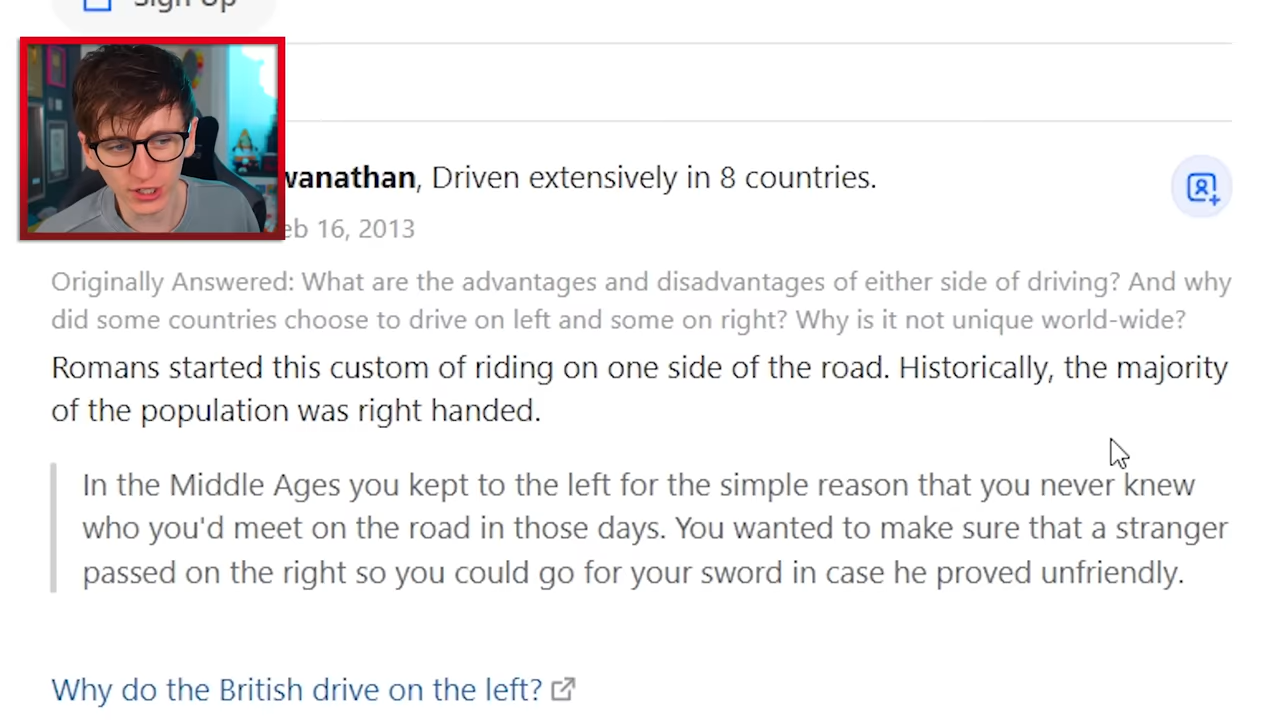 Sign Up
wanathan, Driven extensively in 8 countries.
eb 16, 2013
Originally Answered: What are the advantages and disadvantages of either side of driving? And why
did some countries choose to drive on left and some on right? Why is it not unique world-wide?
Romans started this custom of riding on one side of the road. Historically, the majority
of the population was right handed.
In the Middle Ages you kept to the left for the simple reason that you never knew
who you'd meet on the road in those days. You wanted to make sure that a stranger
passed on the right so you could go for your sword in case he proved unfriendly.
Why do the British drive on the left?